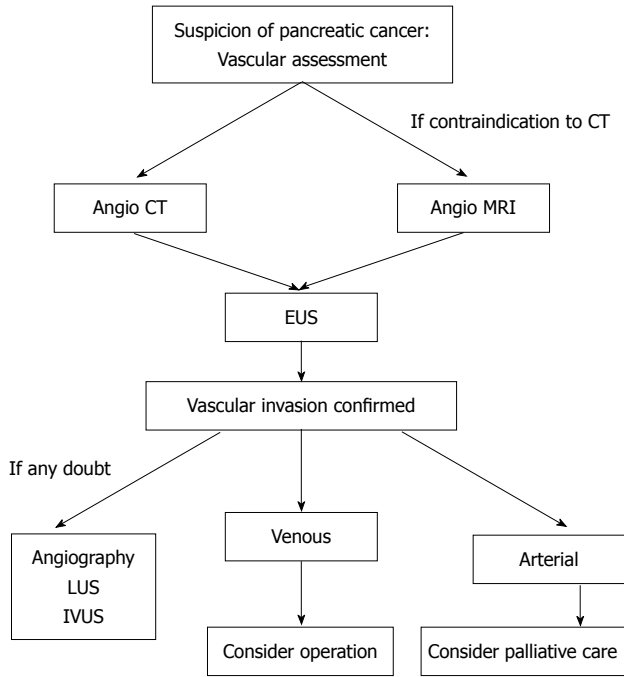 Suspicion of pancreatic cancer:
Vascular assessment
If contraindication to CT
Angio CT
Angio MRI
EUS
Vascular invasion confirmed
If any doubt
Angiography
LUS
IVUS
Venous
Arterial
Consider operation
Consider palliative care